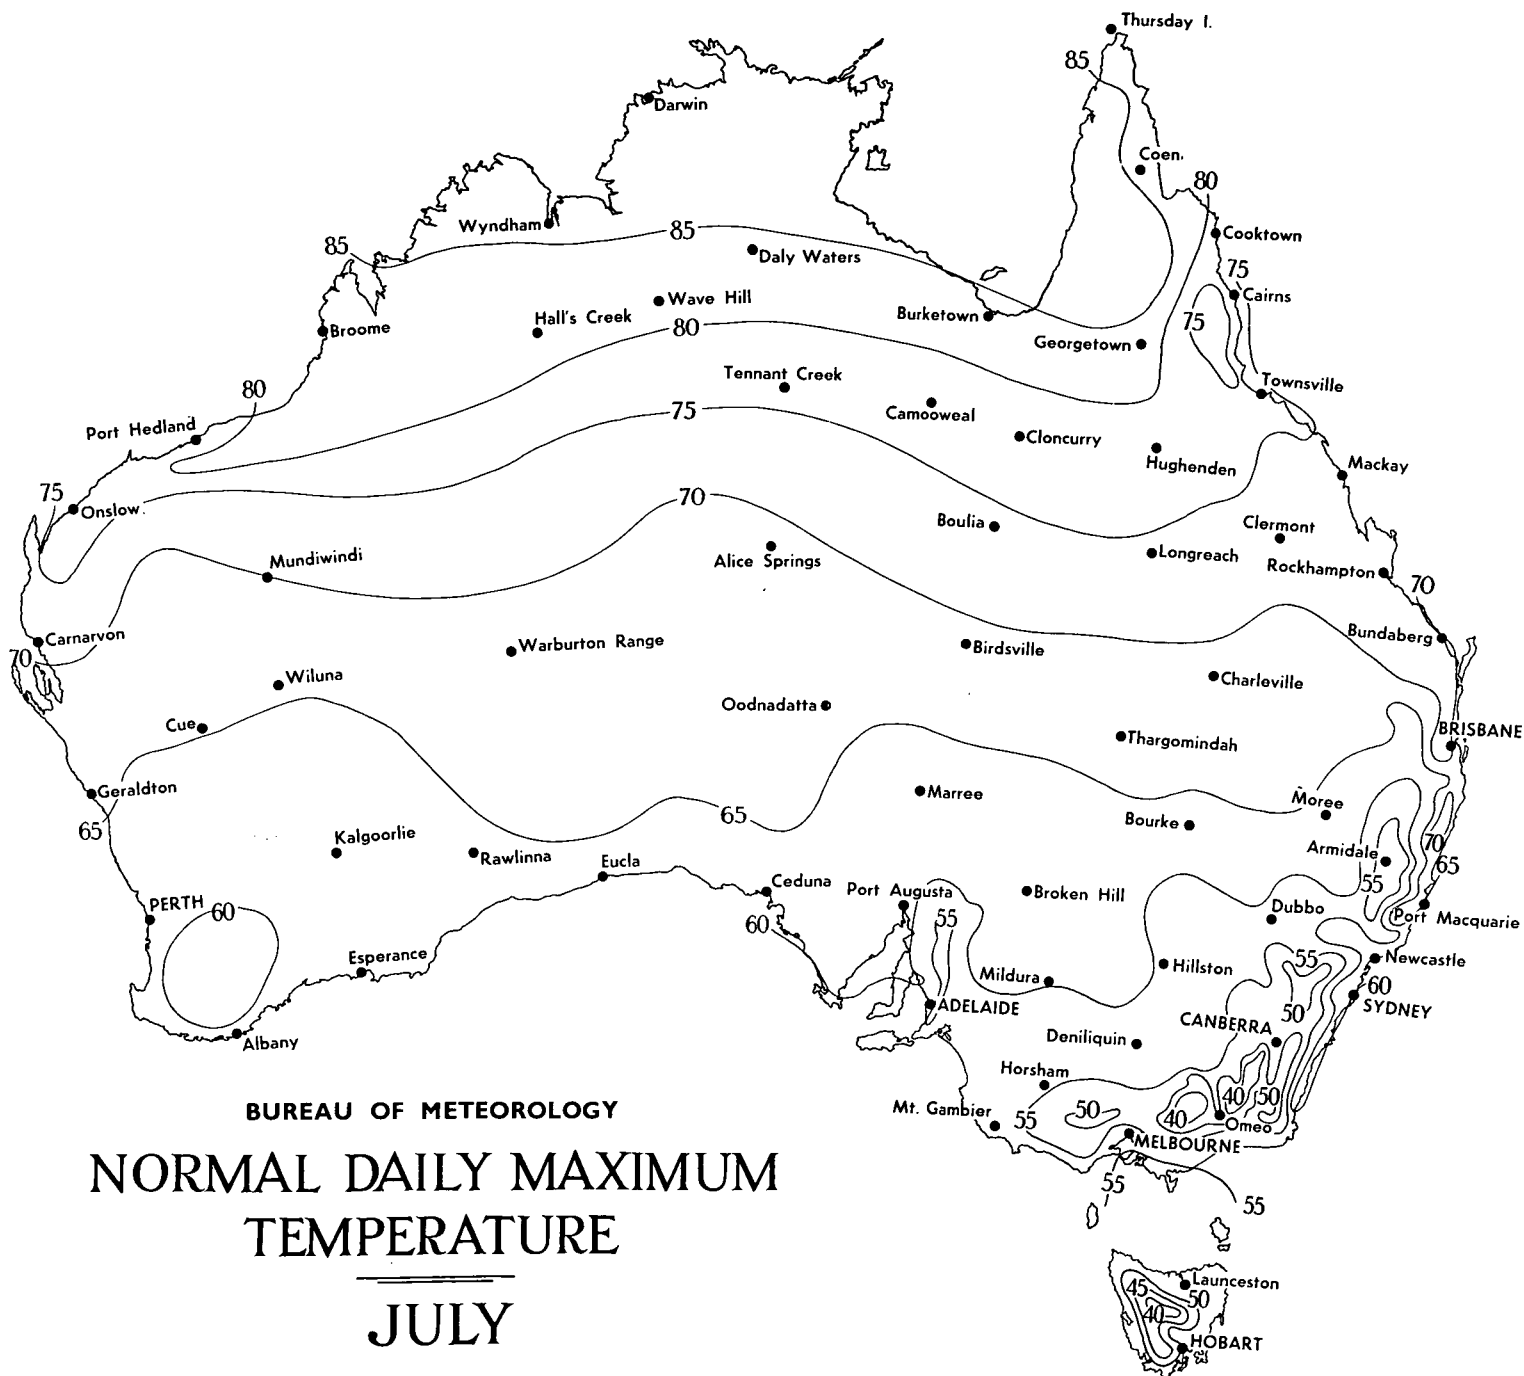 Thursday I.
85
Darwin
Coen.
80
Wyndham
85
85
Cooktown
Daly Waters
75
Cairns
Wave Hill
Hall's Creek
Broome
80
Burketown
75
Georgetown
Tennant Creek
80
75
Camooweal
Townsville
Port Hedland
Cloncurry
Hughenden
Mackay
75
Onslow.
70
Boulia
Clermont
Mundiwindi
Alice Springs
Longreach
Rockhampton
70
Carnarvon
70
Warburton Range
Birdsville
Bundaberg
Wiluna
Charleville
Cue
Oodnadatta
Thargomindah
BRISBANE
Geraldton
65
Marree
Moree
65
Bourke
Kalgoorlie
Rawlinna
Eucla
Armidale
70
65
55
Ceduna
Port Augusta
Broken Hill
PERTH
60
60
55
Dubbo
Port Macquarie
Esperance
Mildura
Hillston
55
Newcastle
60
ADELAIDE
50
SYDNEY
CANBERRA
Albany
Deniliquin
Horsham
40
50
Mt. Gambier
55
50
40
Omeo
MELBOURNE
55
55
BUREAU OF METEOROLOGY
NORMAL DAILY MAXIMUM
TEMPERATURE
JULY
Launceston
45
50
40
HOBART